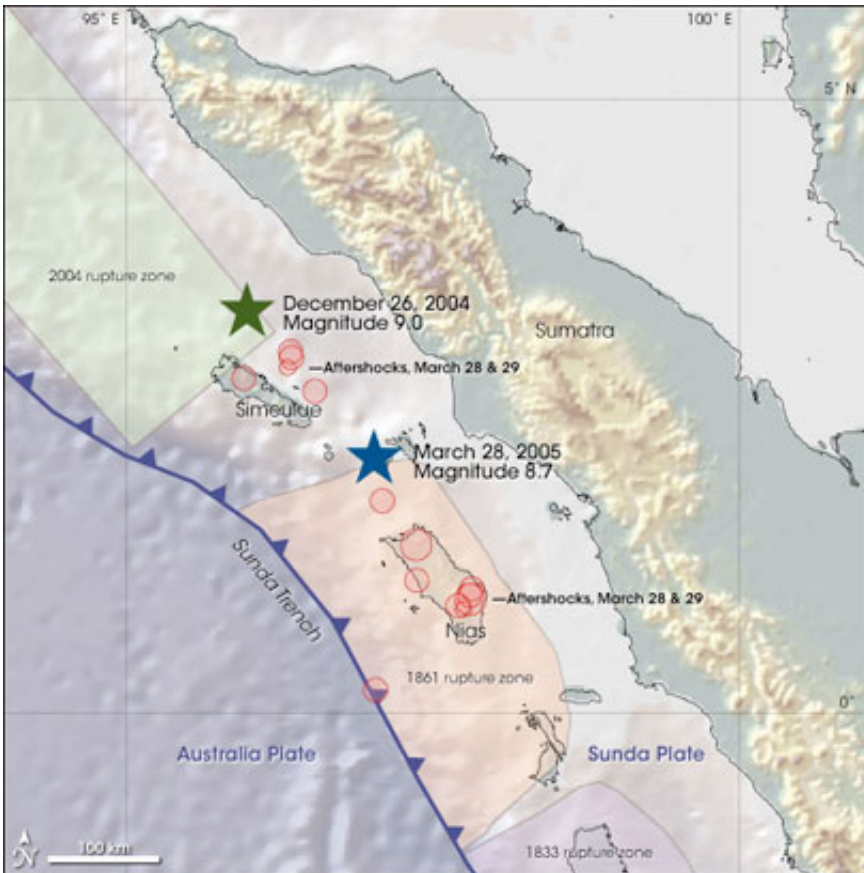 95° E
100° E
5° N
2004 rupture zone
December 26, 2004
Magnitude 9.0
Sumatra
Aftershocks, March 28 & 29
Simeulue
March 28, 2005
Magnitude 8.7
Sunda Trench
Aftershocks, March 28 & 29
Nias
1861 rupture zone
0°
Australia Plate
Sunda Plate
N
100 km
1833 rupture zone